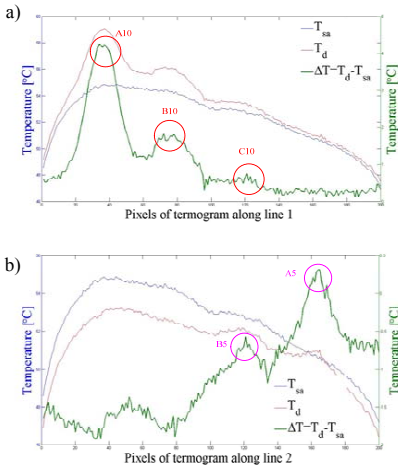 a)
A10
B10
C10
T_sa
T_d
ΔT=T_d-T_sa
Temperature [°C]
Temperature [°C]
Pixels of termogram along line 1
b)
A5
B5
T_sa
T_d
ΔT=T_d-T_sa
Temperature [°C]
Temperature [°C]
Pixels of termogram along line 2